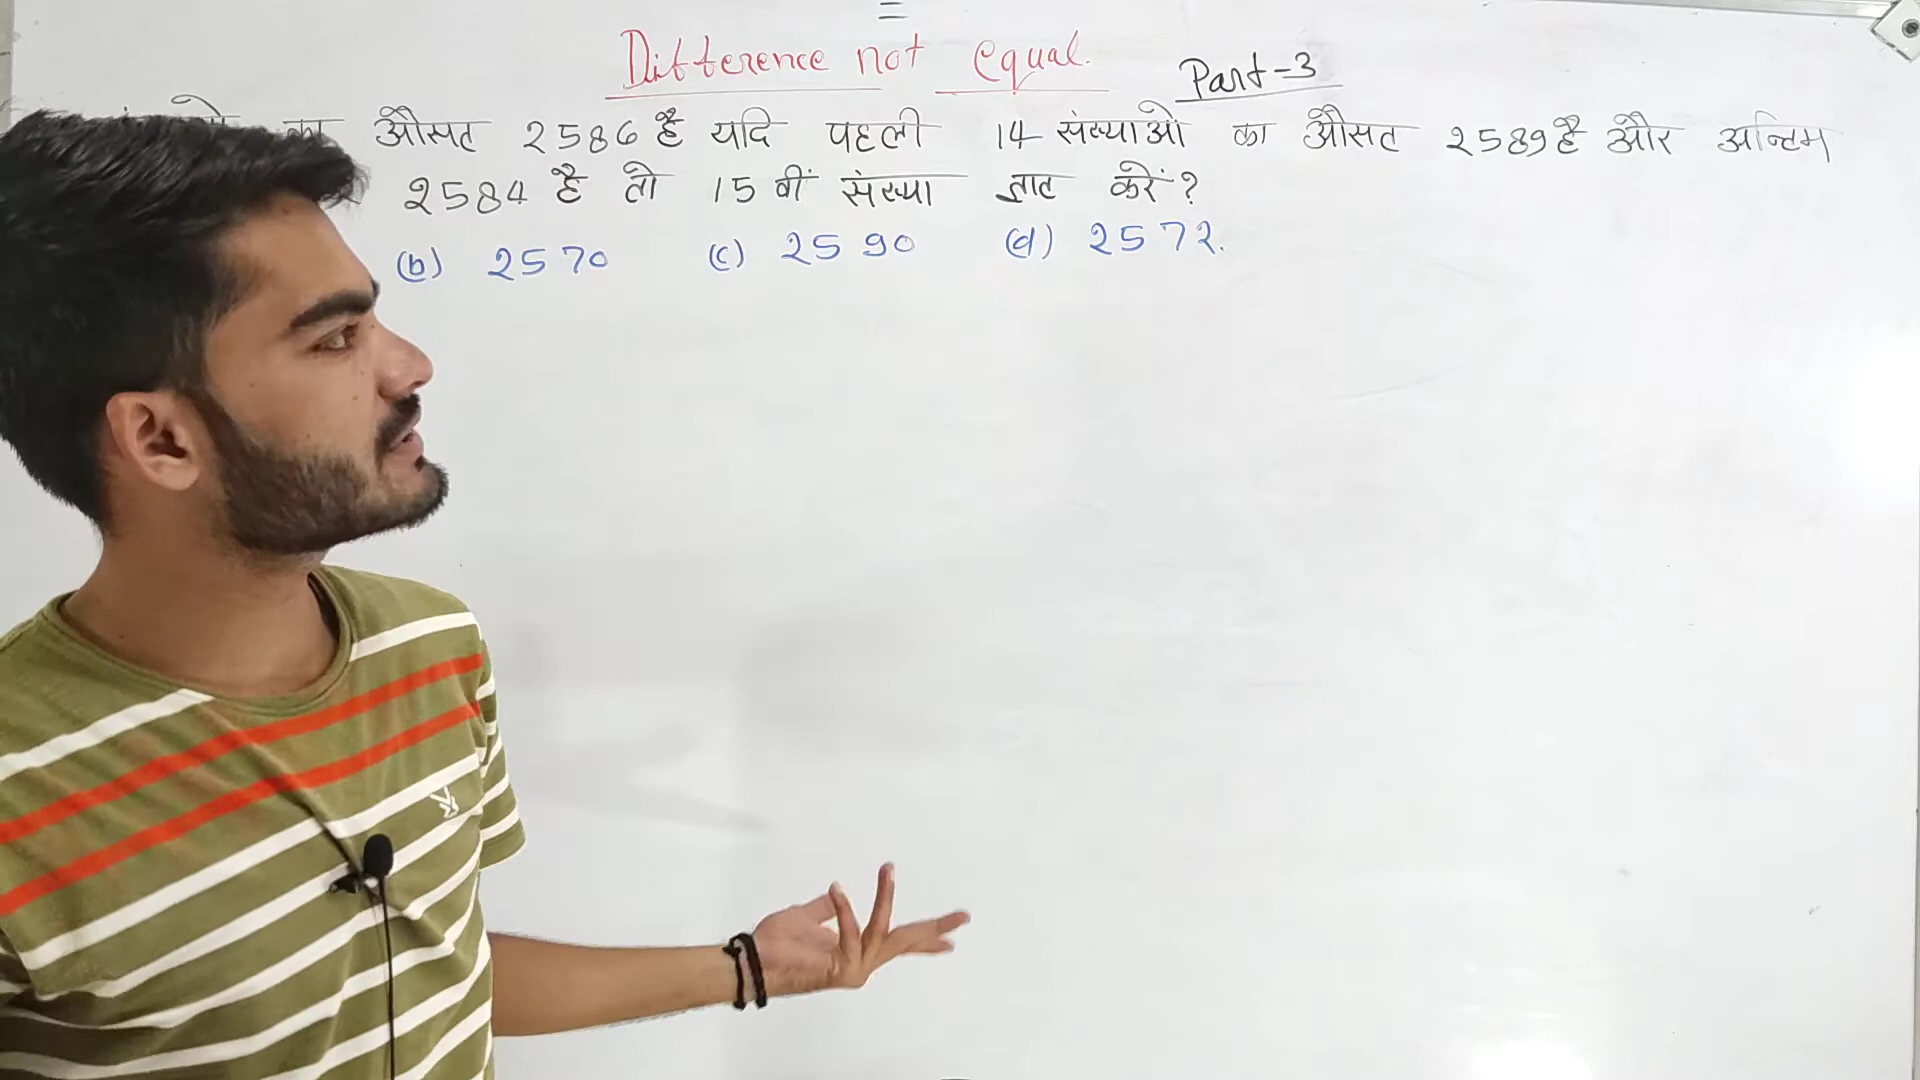 Difference not equal.
Part-3
का औसत 2586 है यदि पहली 14 संख्याओ का औसत 2589 है और अन्तिम
2584 है तो 15 वीं संख्या ज्ञात करें ?
(b) 2570 (c) 2590 (d) 2572.